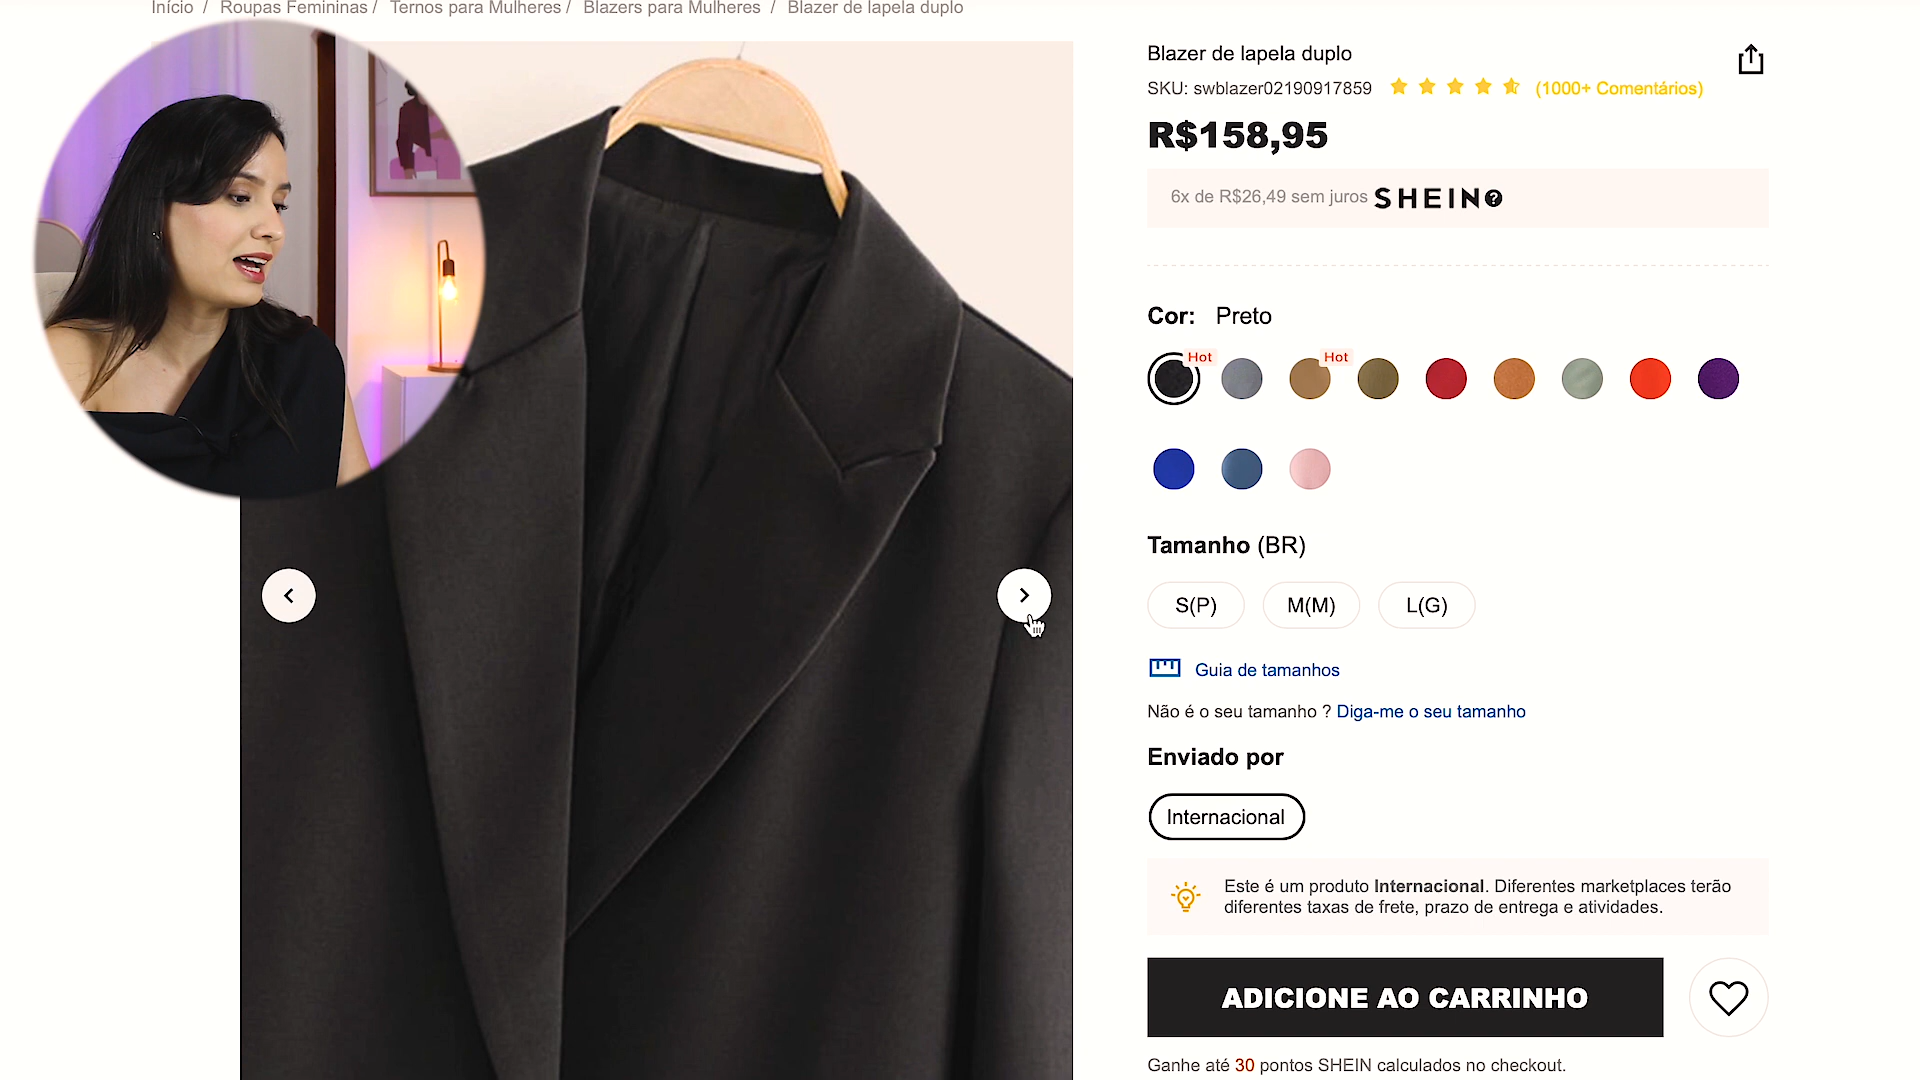 Início / Roupas Femininas / Ternos para Mulheres / Blazers para Mulheres / Blazer de lapela duplo
Blazer de lapela duplo
SKU: swblazer02190917859 (1000+ Comentários)
R$158,95
6x de R$26,49 sem juros SHEIN ?
Cor: Preto
Hot Hot
Tamanho (BR)
S(P) M(M) L(G)
Guia de tamanhos
Não é o seu tamanho ? Diga-me o seu tamanho
Enviado por
Internacional
Este é um produto Internacional. Diferentes marketplaces terão
diferentes taxas de frete, prazo de entrega e atividades.
ADICIONE AO CARRINHO
Ganhe até 30 pontos SHEIN calculados no checkout.